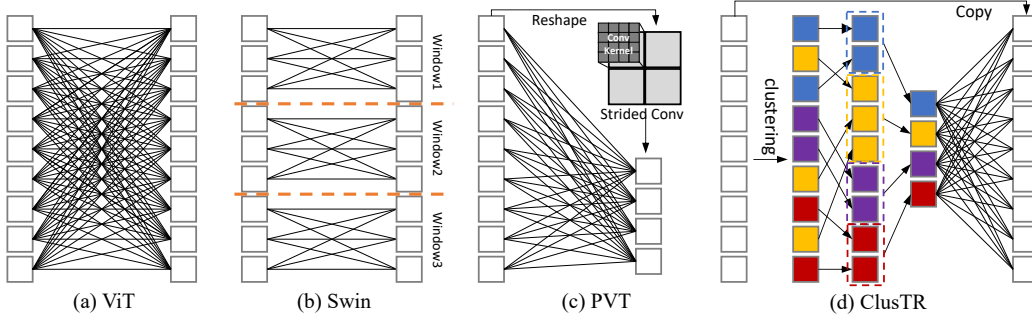 Reshape
Conv
Kernel
Strided Conv
Window1
Window2
Window3
clustering
Copy
(a) ViT
(b) Swin
(c) PVT
(d) ClusTR